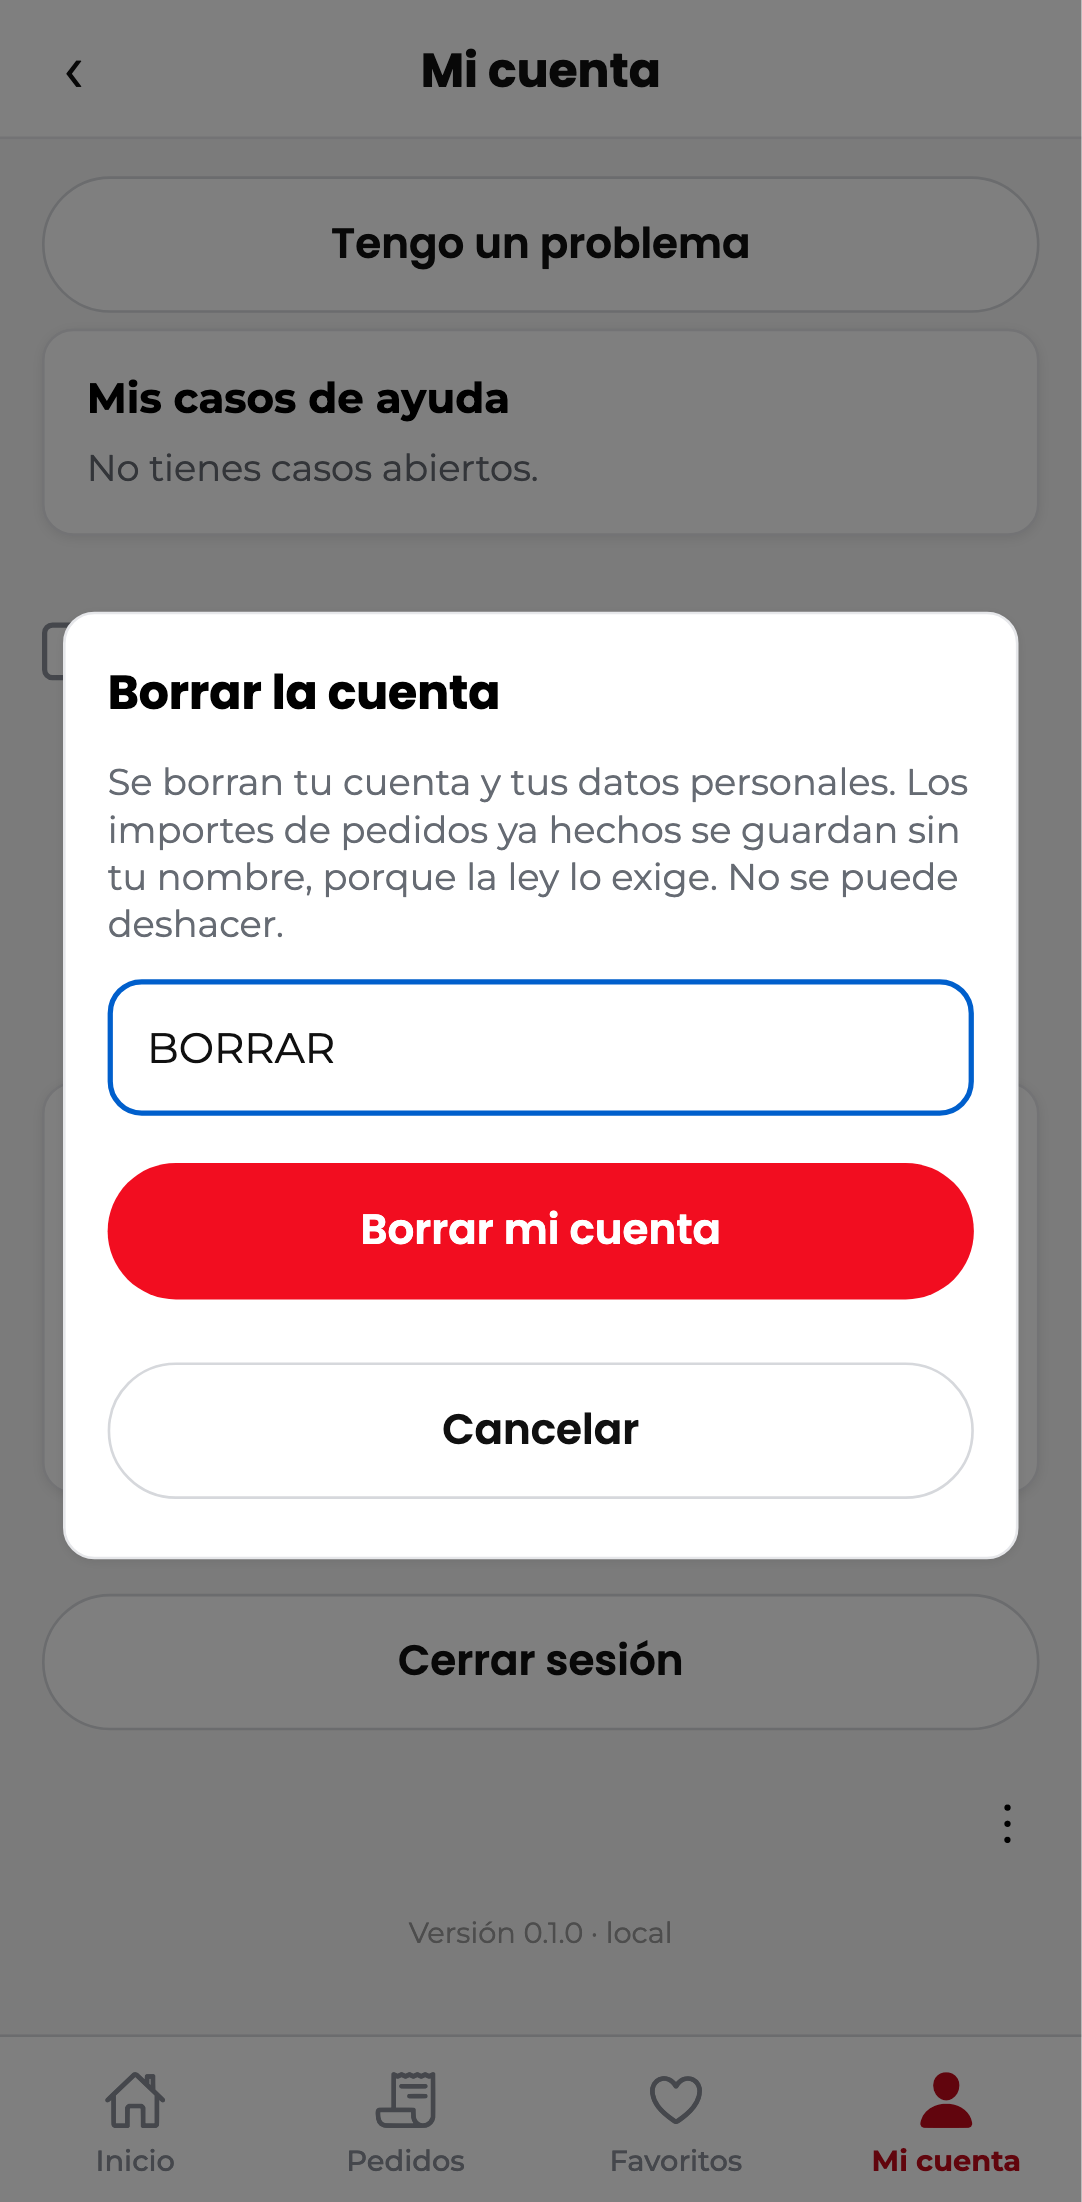 Mi cuenta
Tengo un problema
Mis casos de ayuda
No tienes casos abiertos.
Borrar la cuenta
Se borran tu cuenta y tus datos personales. Los
importes de pedidos ya hechos se guardan sin
tu nombre, porque la ley lo exige. No se puede
deshacer.
BORRAR
Borrar mi cuenta
Cancelar
Cerrar sesión
Versión 0.1.0 · local
Inicio
Pedidos
Favoritos
Mi cuenta